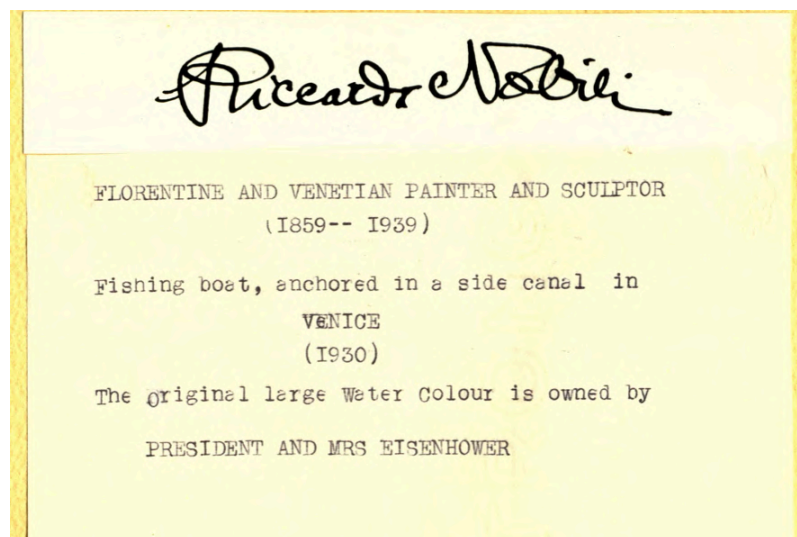 Riccardo Nobili
FLORENTINE AND VENETIAN PAINTER AND SCULPTOR
(I859-- I939)
Fishing boat, anchored in a side canal in
VeNICE
(I930)
The original large Water Colour is owned by
PRESIDENT AND MRS EISENHOWER